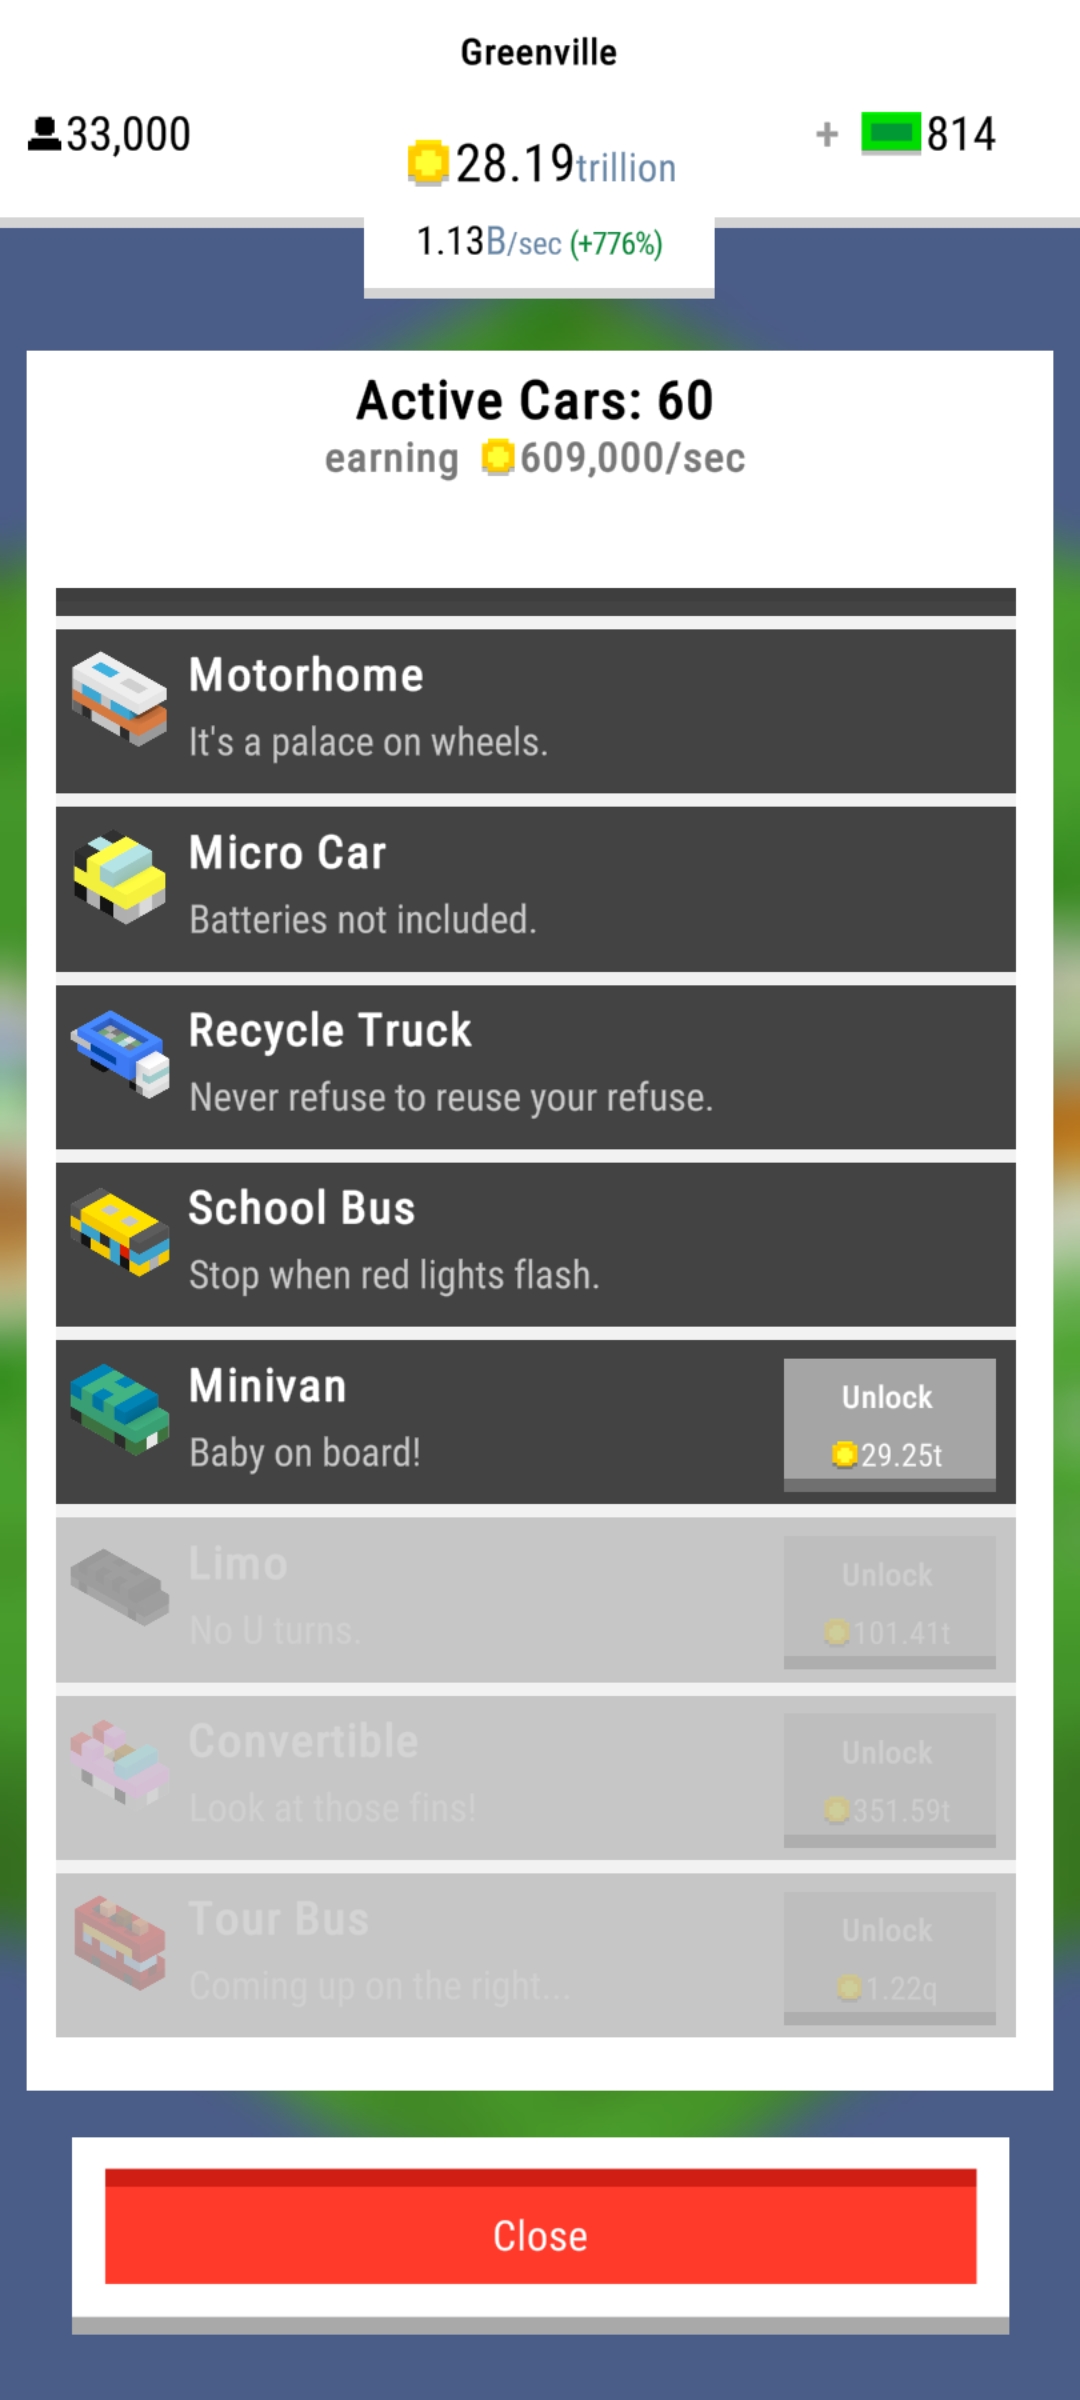 Greenville
33,000
28.19trillion
+ 814
1.13B/sec (+776%)
Active Cars: 60
earning 609,000/sec
Motorhome
It's a palace on wheels.
Micro Car
Batteries not included.
Recycle Truck
Never refuse to reuse your refuse.
School Bus
Stop when red lights flash.
Minivan
Baby on board!
Unlock
29.25t
Limo
No U turns.
Unlock
101.41t
Convertible
Look at those fins!
Unlock
351.59t
Tour Bus
Coming up on the right...
Unlock
1.22q
Close